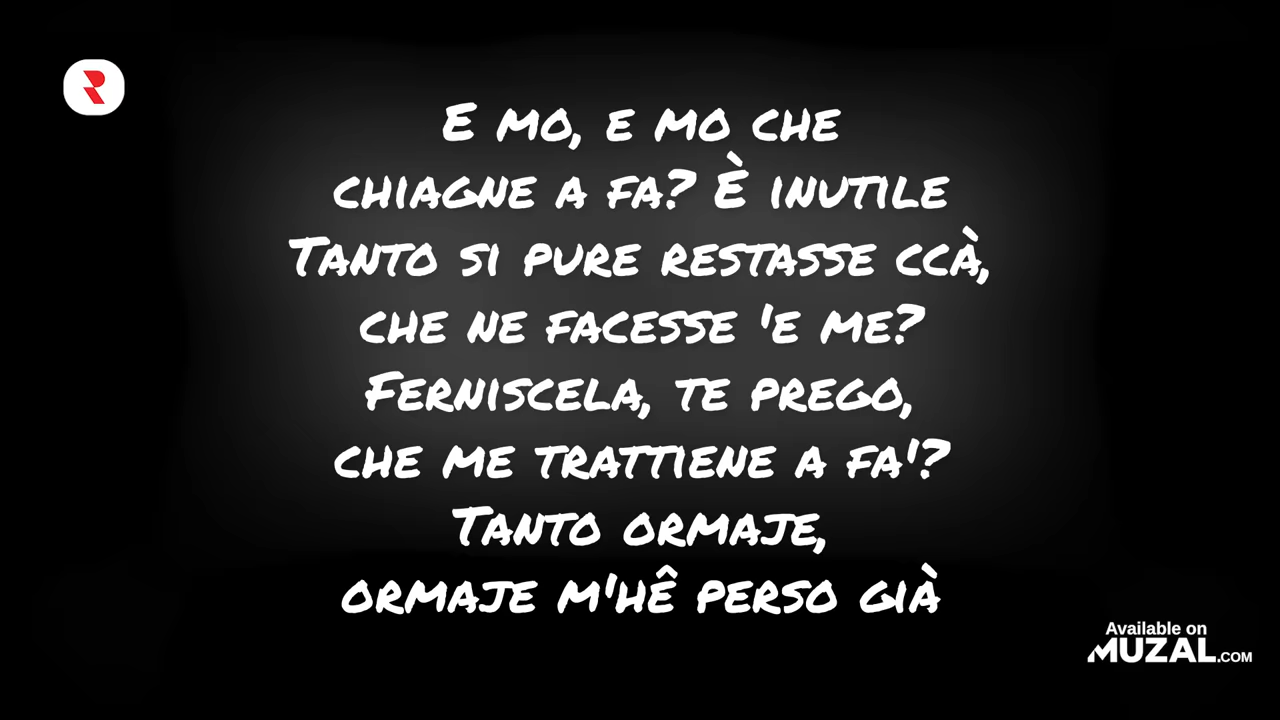 E mo, e mo che
chiagne a fa? È inutile
Tanto si pure restasse ccà,
che ne facesse 'e me?
Ferniscela, te prego,
che me trattiene a fa'?
Tanto ormaje,
ormaje m'hê perso già
Available on
MUZAL.COM